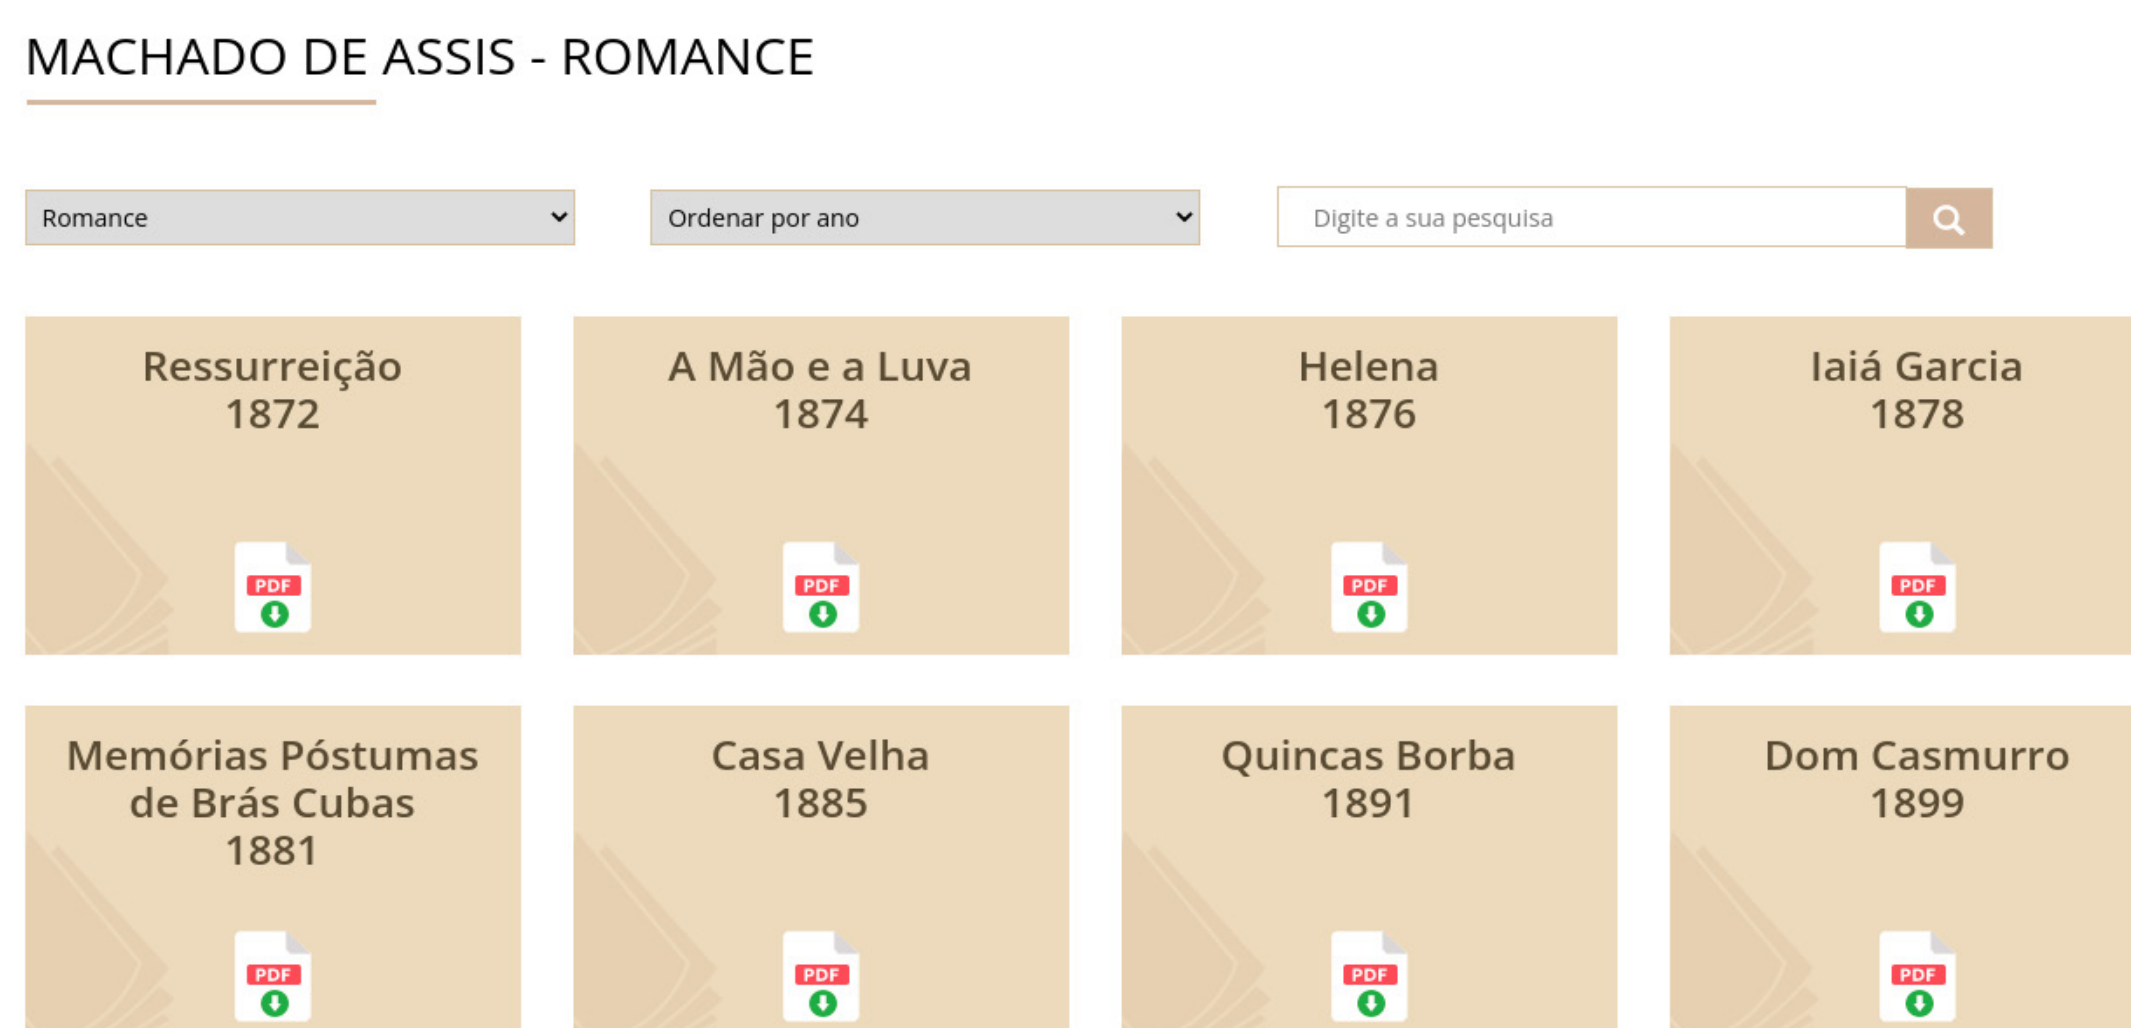 MACHADO DE ASSIS - ROMANCE
Romance
Ordenar por ano
Digite a sua pesquisa
Ressurreição
1872
PDF
A Mão e a Luva
1874
PDF
Helena
1876
PDF
Iaiá Garcia
1878
PDF
Memórias Póstumas
de Brás Cubas
1881
PDF
Casa Velha
1885
PDF
Quincas Borba
1891
PDF
Dom Casmurro
1899
PDF